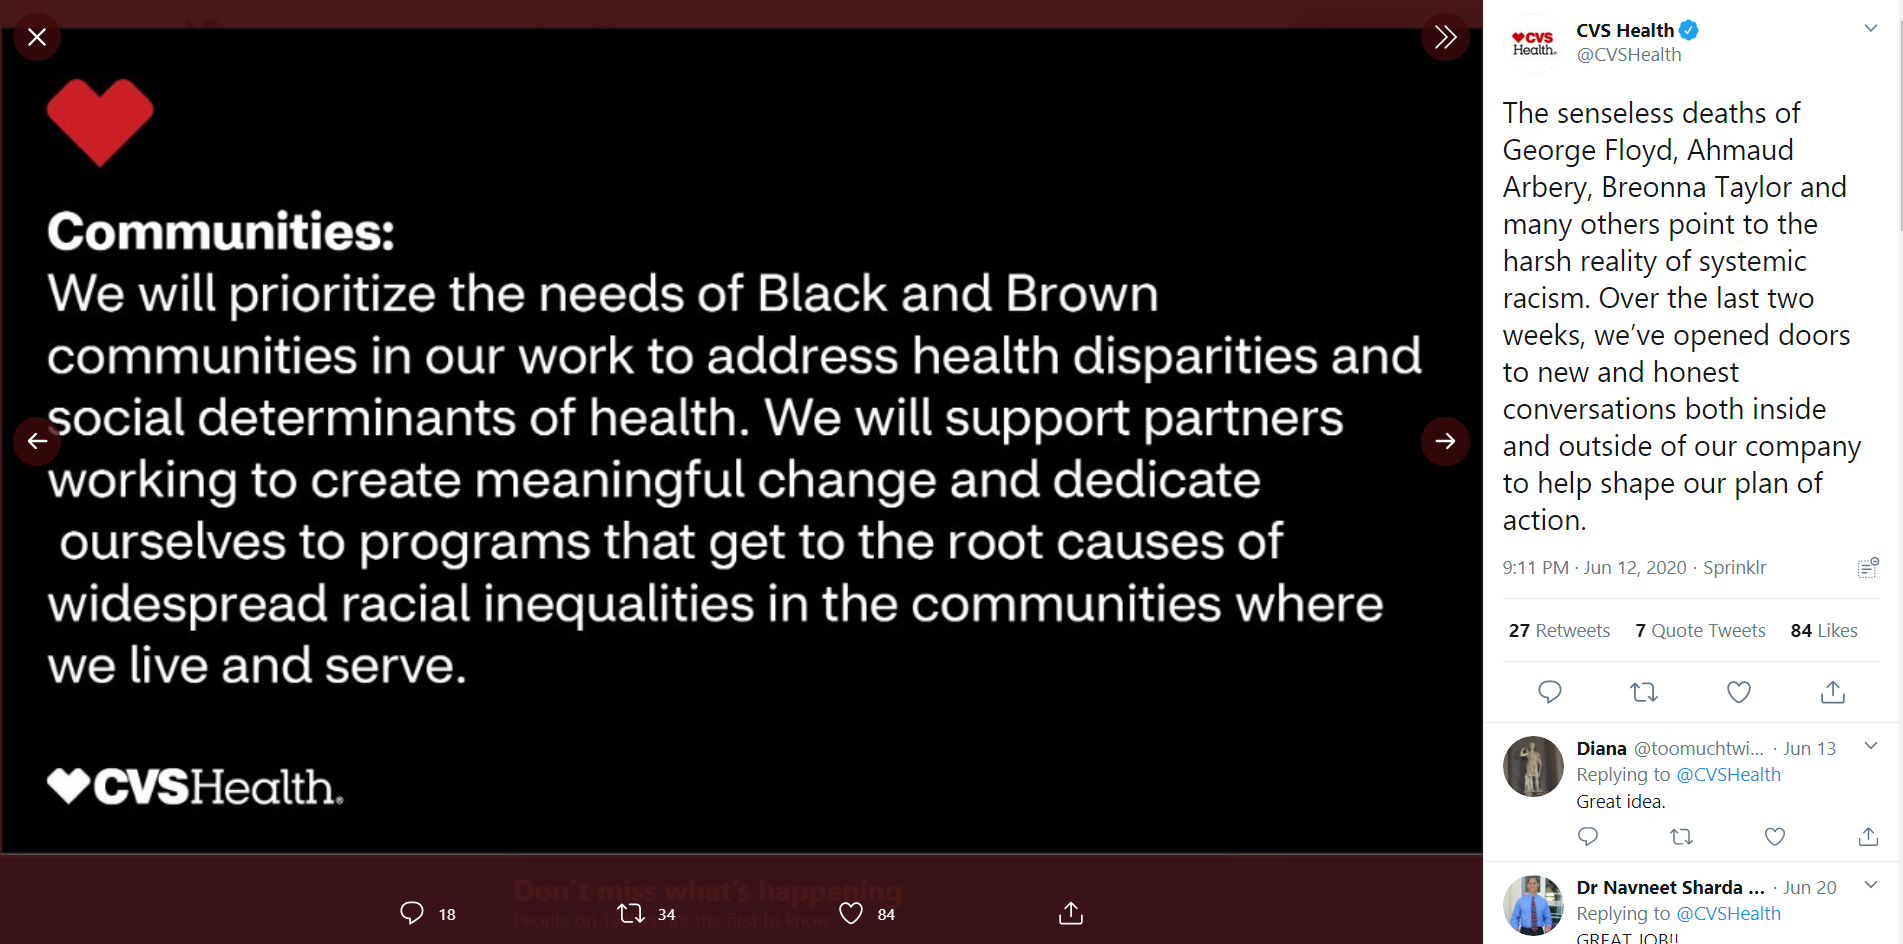 Communities:
We will prioritize the needs of Black and Brown
communities in our work to address health disparities and
social determinants of health. We will support partners
working to create meaningful change and dedicate
ourselves to programs that get to the root causes of
widespread racial inequalities in the communities where
we live and serve.
CVSHealth.
Don't miss what's happening
People on Twitter are the first to know.
18
34
84
CVS Health
CVS Health
@CVSHealth
The senseless deaths of
George Floyd, Ahmaud
Arbery, Breonna Taylor and
many others point to the
harsh reality of systemic
racism. Over the last two
weeks, we've opened doors
to new and honest
conversations both inside
and outside of our company
to help shape our plan of
action.
9:11 PM · Jun 12, 2020 · Sprinklr
27 Retweets 7 Quote Tweets 84 Likes
Diana @toomuchtwi... · Jun 13
Replying to @CVSHealth
Great idea.
Dr Navneet Sharda ... · Jun 20
Replying to @CVSHealth
GREAT JOB!!